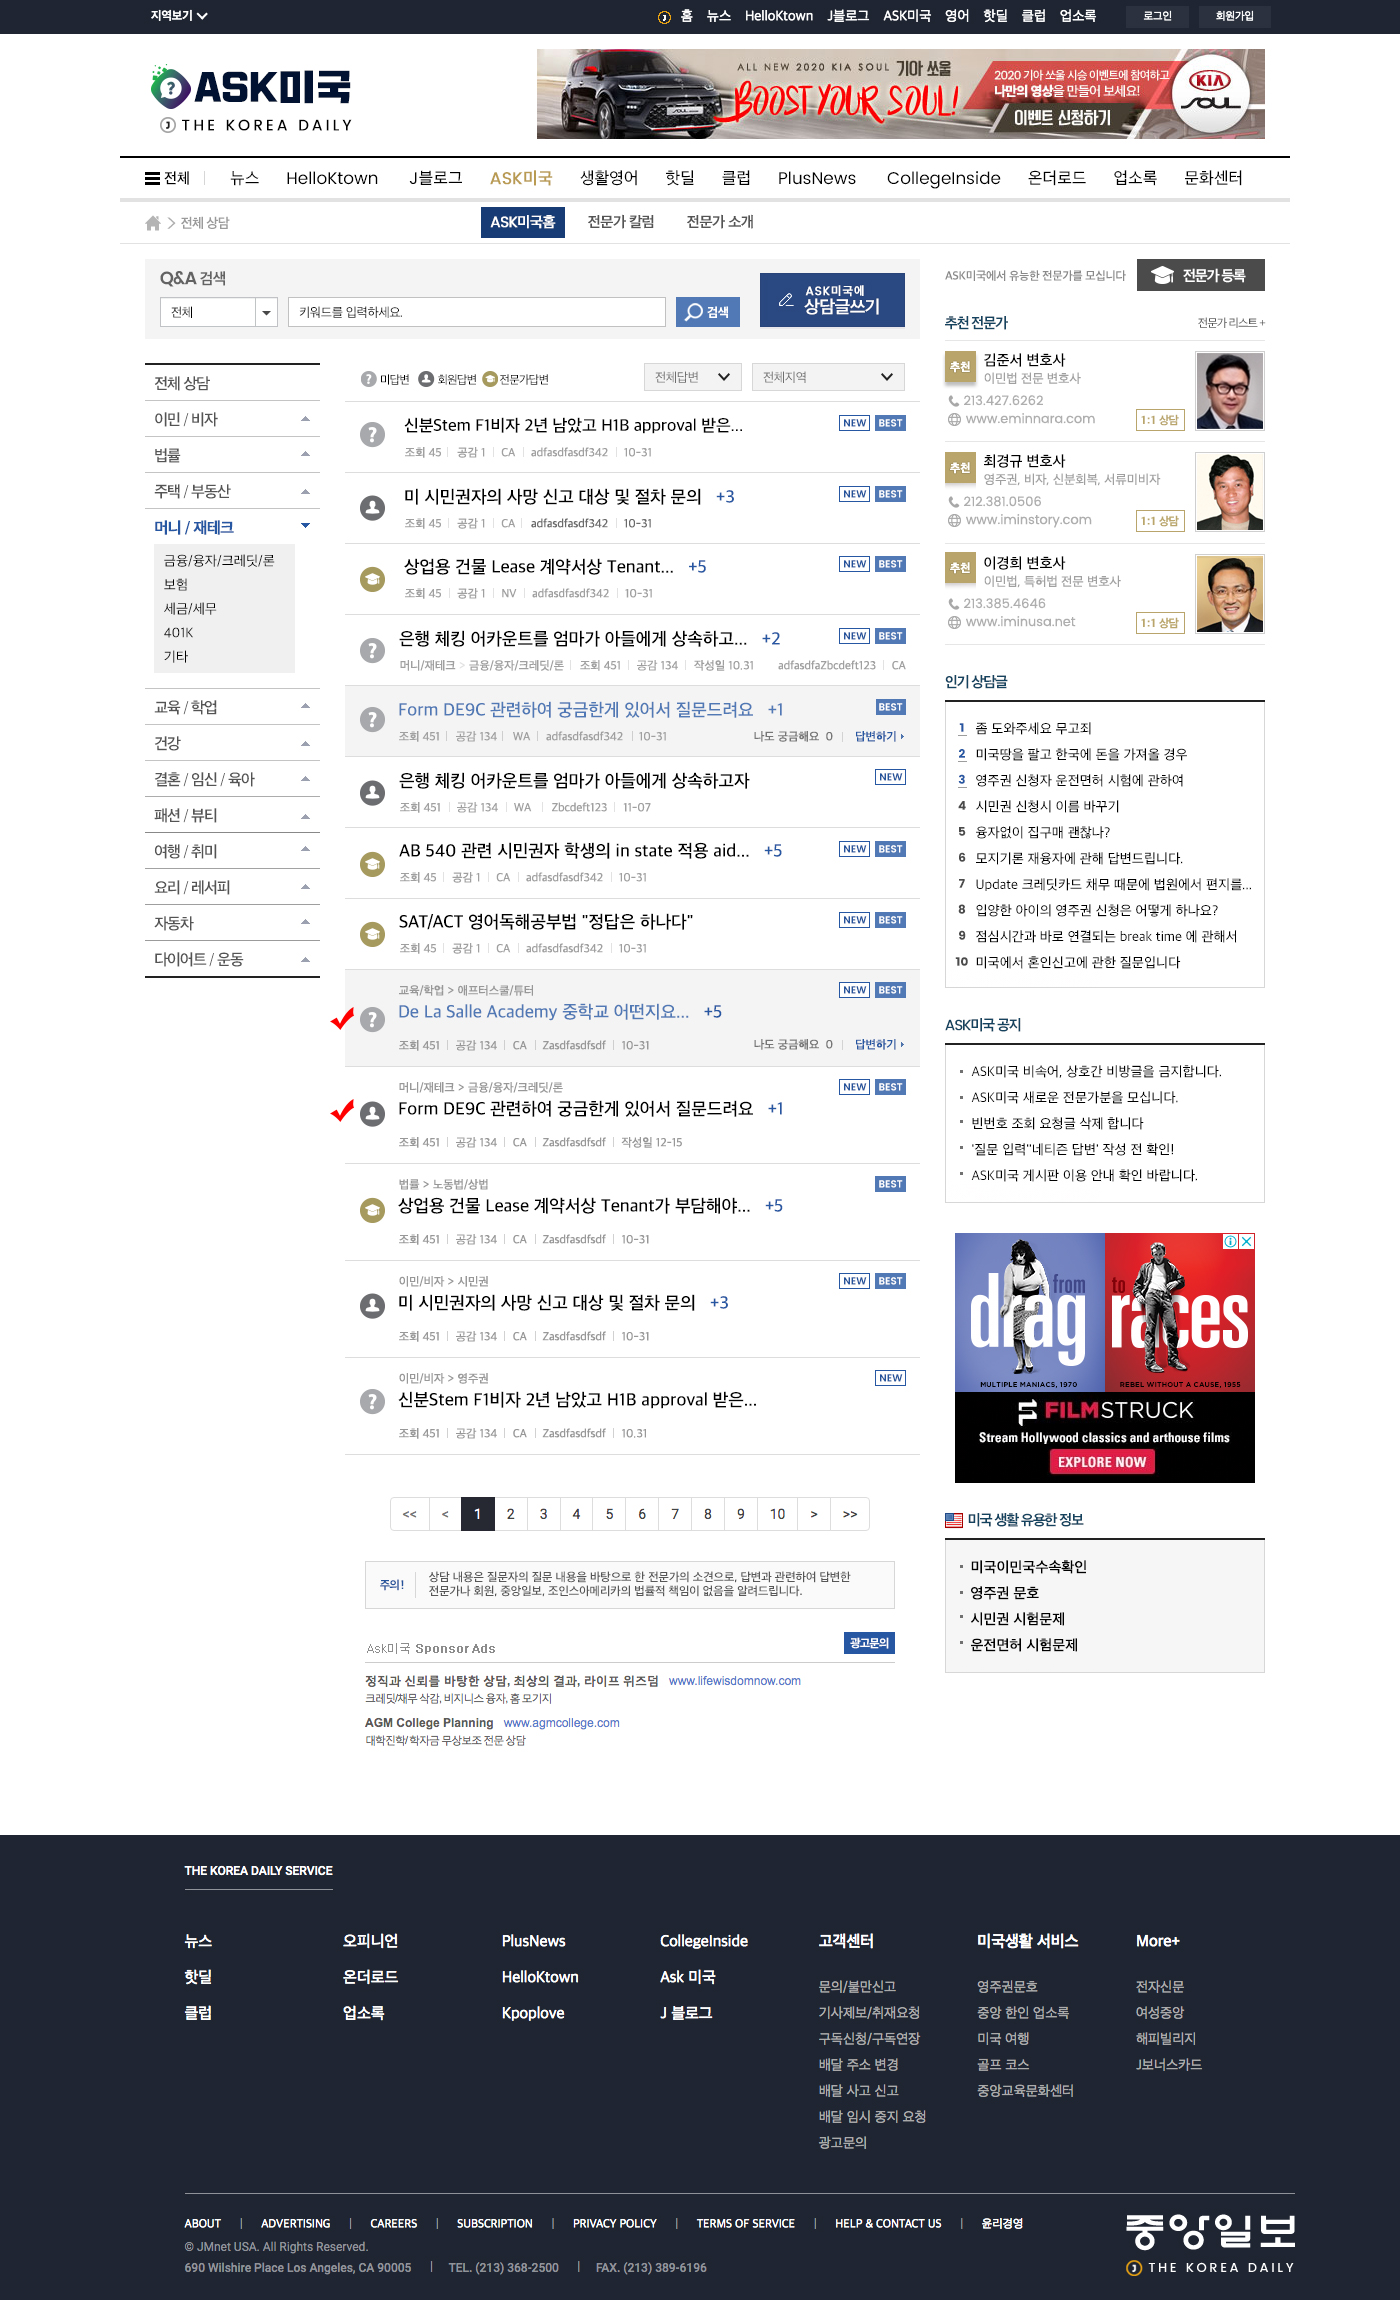 지역보기
홈 뉴스 HelloKtown J블로그 ASK미국 영어 핫딜 클럽 업소록 로그인 회원가입
ASK미국
THE KOREA DAILY
ALL NEW 2020 KIA SOUL 기아 쏘울
BOOST YOUR SOUL!
2020 기아 쏘울 시승 이벤트에 참여하고
나만의 영상을 만들어 보세요!
이벤트 신청하기
KIA
SOUL
전체 뉴스 HelloKtown J블로그 ASK미국 생활영어 핫딜 클럽 PlusNews CollegeInside 온더로드 업소록 문화센터
> 전체 상담
ASK미국홈 전문가 칼럼 전문가 소개
Q&A 검색
전체
키워드를 입력하세요.
검색
ASK미국에
상담글쓰기
전체 상담
이민 / 비자
법률
주택 / 부동산
머니 / 재테크
금융/융자/크레딧/론
보험
세금/세무
401K
기타
교육 / 학업
건강
결혼 / 임신 / 육아
패션 / 뷰티
여행 / 취미
요리 / 레서피
자동차
다이어트 / 운동
미답변 회원답변 전문가답변
전체답변 전체지역
신분Stem F1비자 2년 남았고 H1B approval 받은... NEW BEST
조회 45 공감 1 CA adfasdfasdf342 10-31
미 시민권자의 사망 신고 대상 및 절차 문의 +3 NEW BEST
조회 45 공감 1 CA adfasdfasdf342 10-31
상업용 건물 Lease 계약서상 Tenant... +5 NEW BEST
조회 45 공감 1 NV adfasdfasdf342 10-31
은행 체킹 어카운트를 엄마가 아들에게 상속하고... +2 NEW BEST
머니/재테크 > 금융/융자/크레딧/론 조회 451 공감 134 작성일 10.31 adfasdfaZbcdeft123 CA
Form DE9C 관련하여 궁금한게 있어서 질문드려요 +1 BEST
조회 451 공감 134 WA adfasdfasdf342 10-31 나도 궁금해요 0 답변하기
은행 체킹 어카운트를 엄마가 아들에게 상속하고자 NEW
조회 451 공감 134 WA Zbcdeft123 11-07
AB 540 관련 시민권자 학생의 in state 적용 aid... +5 NEW BEST
조회 45 공감 1 CA adfasdfasdf342 10-31
SAT/ACT 영어독해공부법 "정답은 하나다" NEW BEST
조회 45 공감 1 CA adfasdfasdf342 10-31
교육/학업 > 애프터스쿨/튜터 NEW BEST
De La Salle Academy 중학교 어떤지요... +5
조회 451 공감 134 CA Zasdfasdfsdf 10-31 나도 궁금해요 0 답변하기
머니/재테크 > 금융/융자/크레딧/론 NEW BEST
Form DE9C 관련하여 궁금한게 있어서 질문드려요 +1
조회 451 공감 134 CA Zasdfasdfsdf 작성일 12-15
법률 > 노동법/상법 BEST
상업용 건물 Lease 계약서상 Tenant가 부담해야... +5
조회 451 공감 134 CA Zasdfasdfsdf 10-31
이민/비자 > 시민권 NEW BEST
미 시민권자의 사망 신고 대상 및 절차 문의 +3
조회 451 공감 134 CA Zasdfasdfsdf 10-31
이민/비자 > 영주권 NEW
신분Stem F1비자 2년 남았고 H1B approval 받은...
조회 451 공감 134 CA Zasdfasdfsdf 10.31
<< < 1 2 3 4 5 6 7 8 9 10 > >>
주의! 상담 내용은 질문자의 질문 내용을 바탕으로 한 전문가의 소견으로, 답변과 관련하여 답변한
전문가나 회원, 중앙일보, 조인스아메리카의 법률적 책임이 없음을 알려드립니다.
Ask미국 Sponsor Ads 광고문의
정직과 신뢰를 바탕한 상담, 최상의 결과, 라이프 위즈덤 www.lifewisdomnow.com
크레딧/채무 삭감, 비지니스 융자, 홈 모기지
AGM College Planning www.agmcollege.com
대학진학/학자금 무상보조 전문 상담
ASK미국에서 유능한 전문가를 모십니다 전문가 등록
추천 전문가 전문가 리스트 +
추천 김준서 변호사
이민법 전문 변호사
213.427.6262
www.eminnara.com 1:1 상담
추천 최경규 변호사
영주권, 비자, 신분회복, 서류미비자
212.381.0506
www.iminstory.com 1:1 상담
추천 이경희 변호사
이민법, 특허법 전문 변호사
213.385.4646
www.iminusa.net 1:1 상담
인기 상담글
1 좀 도와주세요 무고죄
2 미국땅을 팔고 한국에 돈을 가져올 경우
3 영주권 신청자 운전면허 시험에 관하여
4 시민권 신청시 이름 바꾸기
5 융자없이 집구매 괜찮나?
6 모지기론 재융자에 관해 답변드립니다.
7 Update 크레딧카드 채무 때문에 법원에서 편지를...
8 입양한 아이의 영주권 신청은 어떻게 하나요?
9 점심시간과 바로 연결되는 break time 에 관해서
10 미국에서 혼인신고에 관한 질문입니다
ASK미국 공지
ASK미국 비속어, 상호간 비방글을 금지합니다.
ASK미국 새로운 전문가분을 모십니다.
빈번호 조회 요청글 삭제 합니다
'질문 입력''네티즌 답변' 작성 전 확인!
ASK미국 게시판 이용 안내 확인 바랍니다.
from drag to races
MULTIPLE MANIACS, 1970 REBEL WITHOUT A CAUSE, 1955
FILMSTRUCK
Stream Hollywood classics and arthouse films
EXPLORE NOW
미국 생활 유용한 정보
미국이민국수속확인
영주권 문호
시민권 시험문제
운전면허 시험문제
THE KOREA DAILY SERVICE
뉴스 오피니언 PlusNews CollegeInside 고객센터 미국생활 서비스 More+
핫딜 온더로드 HelloKtown Ask 미국
클럽 업소록 Kpoplove J 블로그
문의/불만신고 영주권문호 전자신문
기사제보/취재요청 중앙 한인 업소록 여성중앙
구독신청/구독연장 미국 여행 해피빌리지
배달 주소 변경 골프 코스 J보너스카드
배달 사고 신고 중앙교육문화센터
배달 임시 중지 요청
광고문의
ABOUT | ADVERTISING | CAREERS | SUBSCRIPTION | PRIVACY POLICY | TERMS OF SERVICE | HELP & CONTACT US | 윤리경영
© JMnet USA. All Rights Reserved.
690 Wilshire Place Los Angeles, CA 90005 | TEL. (213) 368-2500 | FAX. (213) 389-6196
중앙일보
THE KOREA DAILY